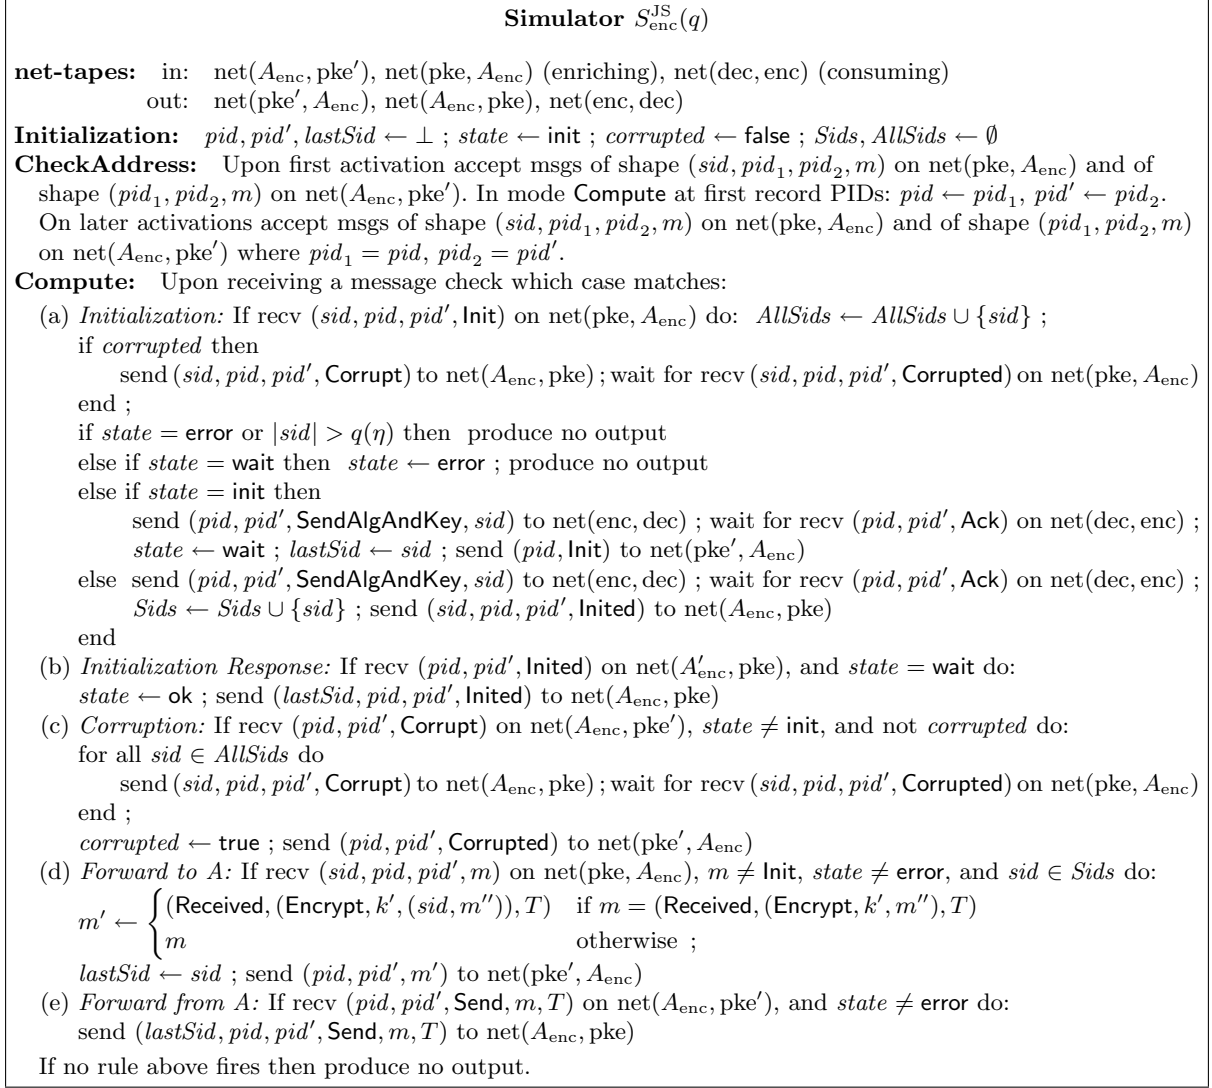 Simulator S_enc^JS(q)
net-tapes: in: net(A_enc, pke′), net(pke, A_enc) (enriching), net(dec, enc) (consuming)
out: net(pke′, A_enc), net(A_enc, pke), net(enc, dec)
Initialization: pid, pid′, lastSid ← ⊥ ; state ← init ; corrupted ← false ; Sids, AllSids ← ∅
CheckAddress: Upon first activation accept msgs of shape (sid, pid₁, pid₂, m) on net(pke, A_enc) and of
shape (pid₁, pid₂, m) on net(A_enc, pke′). In mode Compute at first record PIDs: pid ← pid₁, pid′ ← pid₂.
On later activations accept msgs of shape (sid, pid₁, pid₂, m) on net(pke, A_enc) and of shape (pid₁, pid₂, m)
on net(A_enc, pke′) where pid₁ = pid, pid₂ = pid′.
Compute: Upon receiving a message check which case matches:
(a) Initialization: If recv (sid, pid, pid′, Init) on net(pke, A_enc) do: AllSids ← AllSids ∪ {sid} ;
if corrupted then
send (sid, pid, pid′, Corrupt) to net(A_enc, pke) ; wait for recv (sid, pid, pid′, Corrupted) on net(pke, A_enc)
end ;
if state = error or |sid| > q(η) then produce no output
else if state = wait then state ← error ; produce no output
else if state = init then
send (pid, pid′, SendAlgAndKey, sid) to net(enc, dec) ; wait for recv (pid, pid′, Ack) on net(dec, enc) ;
state ← wait ; lastSid ← sid ; send (pid, Init) to net(pke′, A_enc)
else send (pid, pid′, SendAlgAndKey, sid) to net(enc, dec) ; wait for recv (pid, pid′, Ack) on net(dec, enc) ;
Sids ← Sids ∪ {sid} ; send (sid, pid, pid′, Inited) to net(A_enc, pke)
end
(b) Initialization Response: If recv (pid, pid′, Inited) on net(A′_enc, pke), and state = wait do:
state ← ok ; send (lastSid, pid, pid′, Inited) to net(A_enc, pke)
(c) Corruption: If recv (pid, pid′, Corrupt) on net(A_enc, pke′), state ≠ init, and not corrupted do:
for all sid ∈ AllSids do
send (sid, pid, pid′, Corrupt) to net(A_enc, pke) ; wait for recv (sid, pid, pid′, Corrupted) on net(pke, A_enc)
end ;
corrupted ← true ; send (pid, pid′, Corrupted) to net(pke′, A_enc)
(d) Forward to A: If recv (sid, pid, pid′, m) on net(pke, A_enc), m ≠ Init, state ≠ error, and sid ∈ Sids do:
m′ ← { (Received, (Encrypt, k′, (sid, m′′)), T) if m = (Received, (Encrypt, k′, m′′), T)
m otherwise ;
lastSid ← sid ; send (pid, pid′, m′) to net(pke′, A_enc)
(e) Forward from A: If recv (pid, pid′, Send, m, T) on net(A_enc, pke′), and state ≠ error do:
send (lastSid, pid, pid′, Send, m, T) to net(A_enc, pke)
If no rule above fires then produce no output.